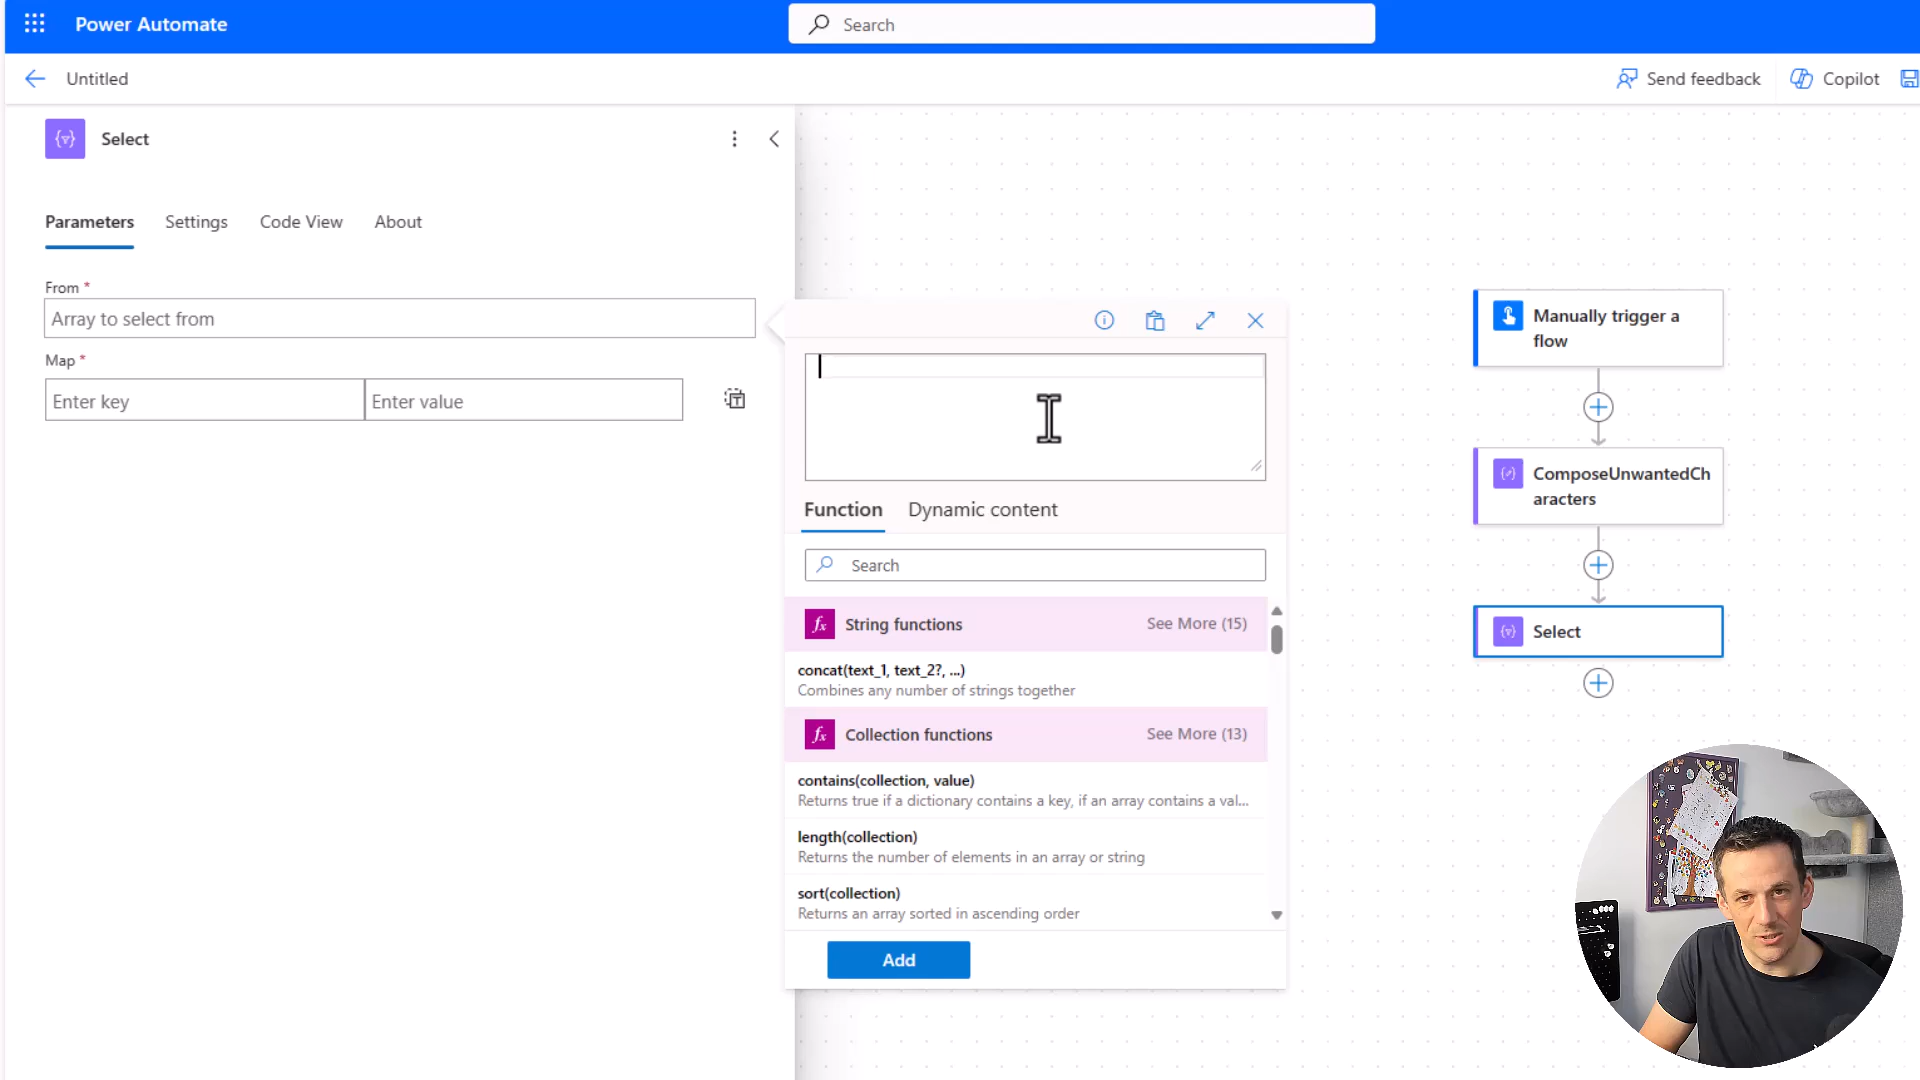 Power Automate
Search
Untitled
Send feedback
Copilot
Select
Parameters
Settings
Code View
About
From *
Array to select from
Map *
Enter key
Enter value
Function
Dynamic content
Search
fx String functions
See More (15)
concat(text_1, text_2?, ...)
Combines any number of strings together
fx Collection functions
See More (13)
contains(collection, value)
Returns true if a dictionary contains a key, if an array contains a val...
length(collection)
Returns the number of elements in an array or string
sort(collection)
Returns an array sorted in ascending order
Add
Manually trigger a
flow
ComposeUnwantedCh
aracters
Select